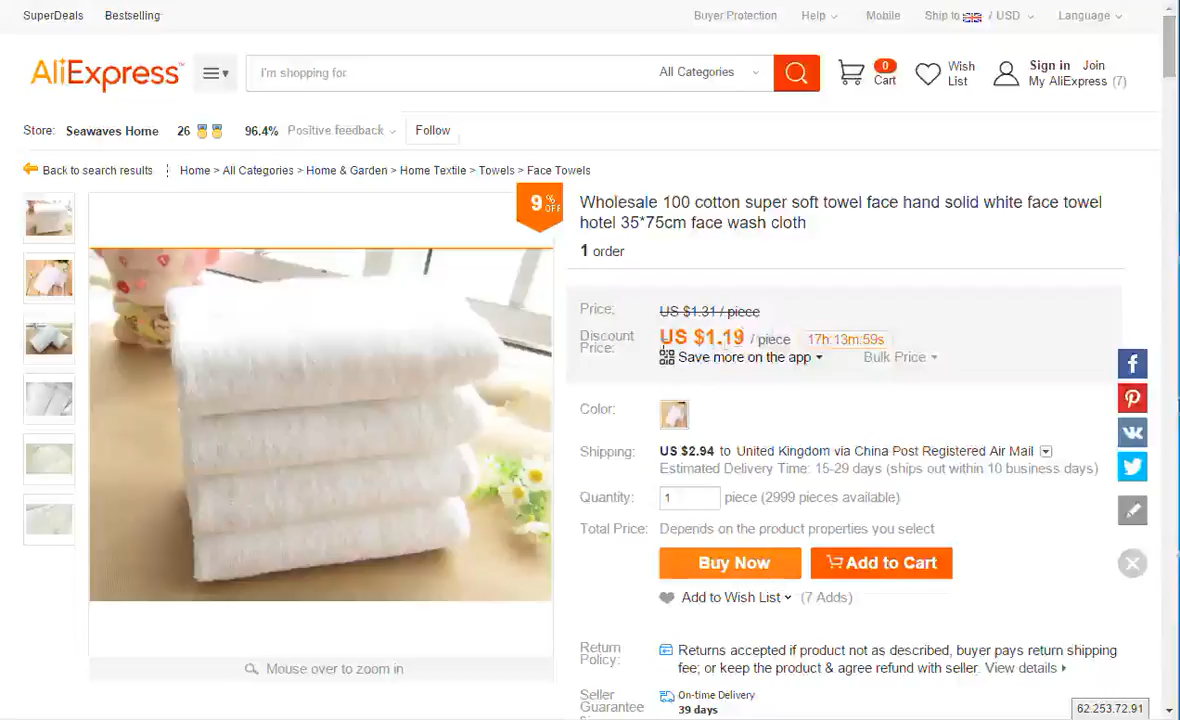 SuperDeals Bestselling Buyer Protection Help Mobile Ship to / USD Language
AliExpress I'm shopping for All Categories 0 Cart Wish List Sign in Join My AliExpress (7)
Store: Seawaves Home 26 96.4% Positive feedback Follow
Back to search results Home > All Categories > Home & Garden > Home Textile > Towels > Face Towels
9 % OFF
Wholesale 100 cotton super soft towel face hand solid white face towel
hotel 35*75cm face wash cloth
1 order
Price: US $1.31 / piece
Discount Price: US $1.19 / piece 17h:13m:59s
Save more on the app Bulk Price
Color:
Shipping: US $2.94 to United Kingdom via China Post Registered Air Mail
Estimated Delivery Time: 15-29 days (ships out within 10 business days)
Quantity: 1 piece (2999 pieces available)
Total Price: Depends on the product properties you select
Buy Now Add to Cart
Add to Wish List (7 Adds)
Return Policy: Returns accepted if product not as described, buyer pays return shipping
fee; or keep the product & agree refund with seller. View details
Mouse over to zoom in
Seller Guarantee On-time Delivery
39 days
62.253.72.91